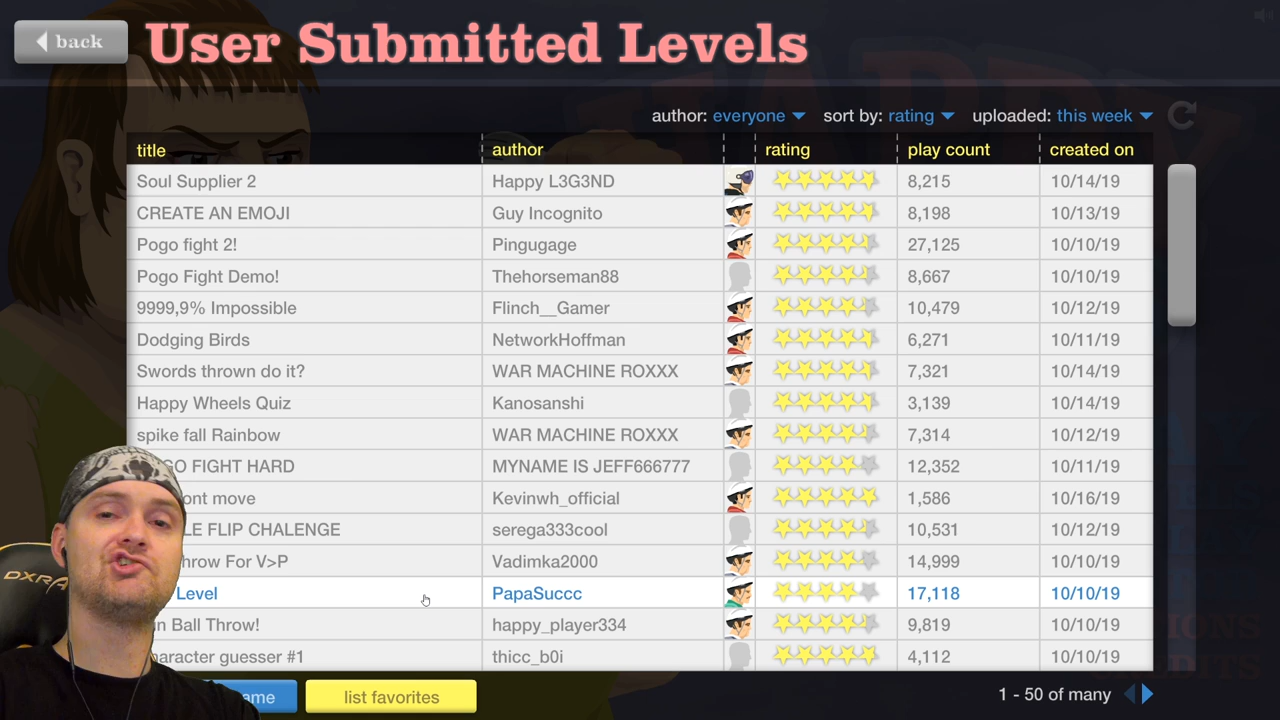 back
User Submitted Levels
author: everyone sort by: rating uploaded: this week
title author rating play count created on
Soul Supplier 2 Happy L3G3ND 8,215 10/14/19
CREATE AN EMOJI Guy Incognito 8,198 10/13/19
Pogo fight 2! Pingugage 27,125 10/10/19
Pogo Fight Demo! Thehorseman88 8,667 10/10/19
9999,9% Impossible Flinch__Gamer 10,479 10/12/19
Dodging Birds NetworkHoffman 6,271 10/11/19
Swords thrown do it? WAR MACHINE ROXXX 7,321 10/14/19
Happy Wheels Quiz Kanosanshi 3,139 10/14/19
spike fall Rainbow WAR MACHINE ROXXX 7,314 10/12/19
GO FIGHT HARD MYNAME IS JEFF666777 12,352 10/11/19
ont move Kevinwh_official 1,586 10/16/19
LE FLIP CHALENGE serega333cool 10,531 10/12/19
hrow For V>P Vadimka2000 14,999 10/10/19
Level PapaSuccc 17,118 10/10/19
n Ball Throw! happy_player334 9,819 10/10/19
haracter guesser #1 thicc_b0i 4,112 10/10/19
ame list favorites 1 - 50 of many
DXRA